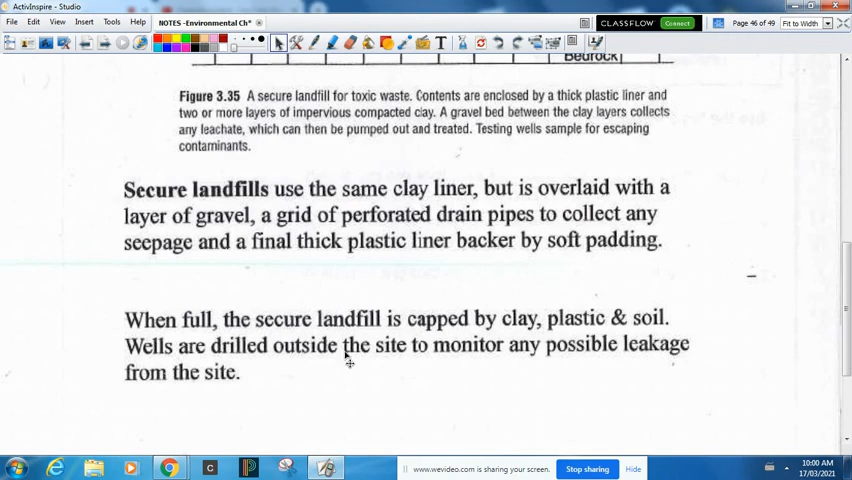 ActivInspire - Studio
File Edit View Insert Tools Help
NOTES -Environmental Ch*
CLASSFLOW Connect
Page 46 of 49
Fit to Width
Bedrock
Figure 3.35 A secure landfill for toxic waste. Contents are enclosed by a thick plastic liner and
two or more layers of impervious compacted clay. A gravel bed between the clay layers collects
any leachate, which can then be pumped out and treated. Testing wells sample for escaping
contaminants.
Secure landfills use the same clay liner, but is overlaid with a
layer of gravel, a grid of perforated drain pipes to collect any
seepage and a final thick plastic liner backer by soft padding.
When full, the secure landfill is capped by clay, plastic & soil.
Wells are drilled outside the site to monitor any possible leakage
from the site.
www.wevideo.com is sharing your screen.
Stop sharing
Hide
10:00 AM
17/03/2021